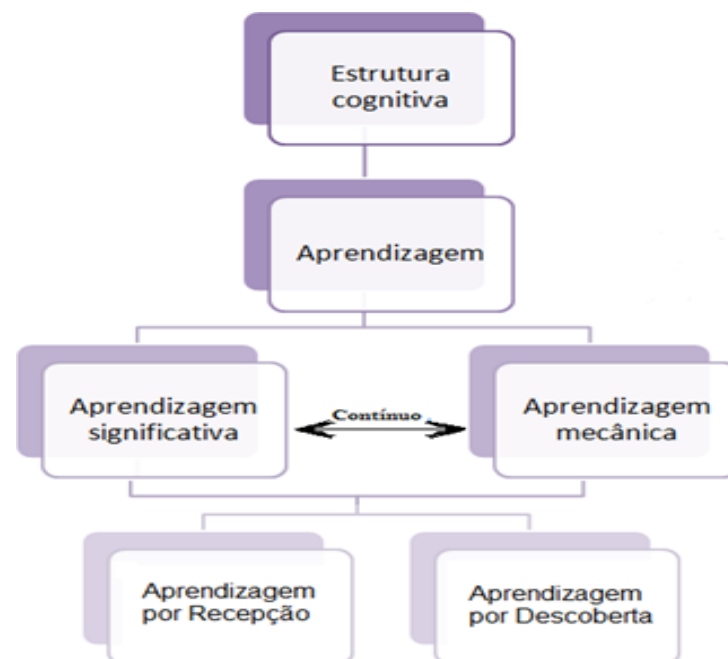 Estrutura
cognitiva
Aprendizagem
Aprendizagem
significativa
Contínuo
Aprendizagem
mecânica
Aprendizagem
por Recepção
Aprendizagem
por Descoberta